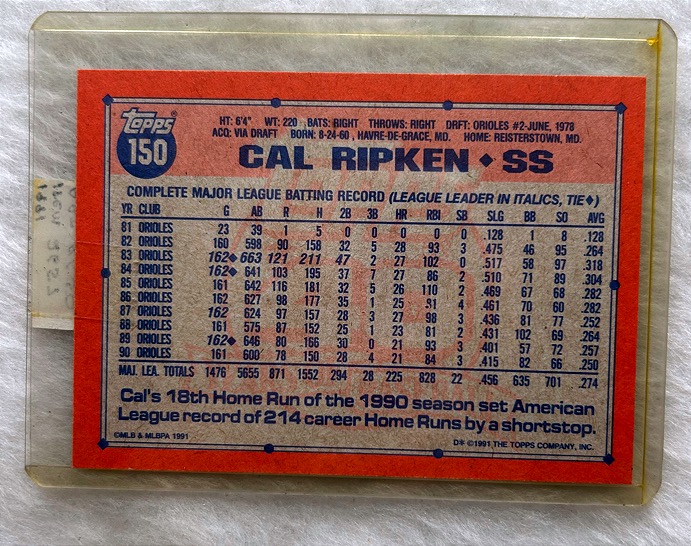 topps®
150
HT: 6'4" WT: 220 BATS: RIGHT THROWS: RIGHT DRFT: ORIOLES #2-JUNE, 1978
ACQ: VIA DRAFT BORN: 8-24-60, HAVRE-DE-GRACE, MD. HOME: REISTERSTOWN, MD.
CAL RIPKEN ◆ SS
COMPLETE MAJOR LEAGUE BATTING RECORD (LEAGUE LEADER IN ITALICS, TIE◆)
YR CLUB G AB R H 2B 3B HR RBI SB SLG BB SO AVG
81 ORIOLES 23 39 1 5 0 0 0 0 0 .128 1 8 .128
82 ORIOLES 160 598 90 158 32 5 28 93 3 .475 46 95 .264
83 ORIOLES 162◆ 663 121 211 47 2 27 102 0 .517 58 97 .318
84 ORIOLES 162◆ 641 103 195 37 7 27 86 2 .510 71 89 .304
85 ORIOLES 161 642 116 181 32 5 26 110 2 .469 67 68 .282
86 ORIOLES 162 627 98 177 35 1 25 81 4 .461 70 60 .282
87 ORIOLES 162 624 97 157 28 3 27 98 3 .436 81 77 .252
88 ORIOLES 161 575 87 152 25 1 23 81 2 .431 102 69 .264
89 ORIOLES 162◆ 646 80 166 30 0 21 93 3 .401 57 72 .257
90 ORIOLES 161 600 78 150 28 4 21 84 3 .415 82 66 .250
MAJ. LEA. TOTALS 1476 5655 871 1552 294 28 225 828 22 .456 635 701 .274
Cal's 18th Home Run of the 1990 season set American
League record of 214 career Home Runs by a shortstop.
©MLB & MLBPA 1991 D* ©1991 THE TOPPS COMPANY, INC.